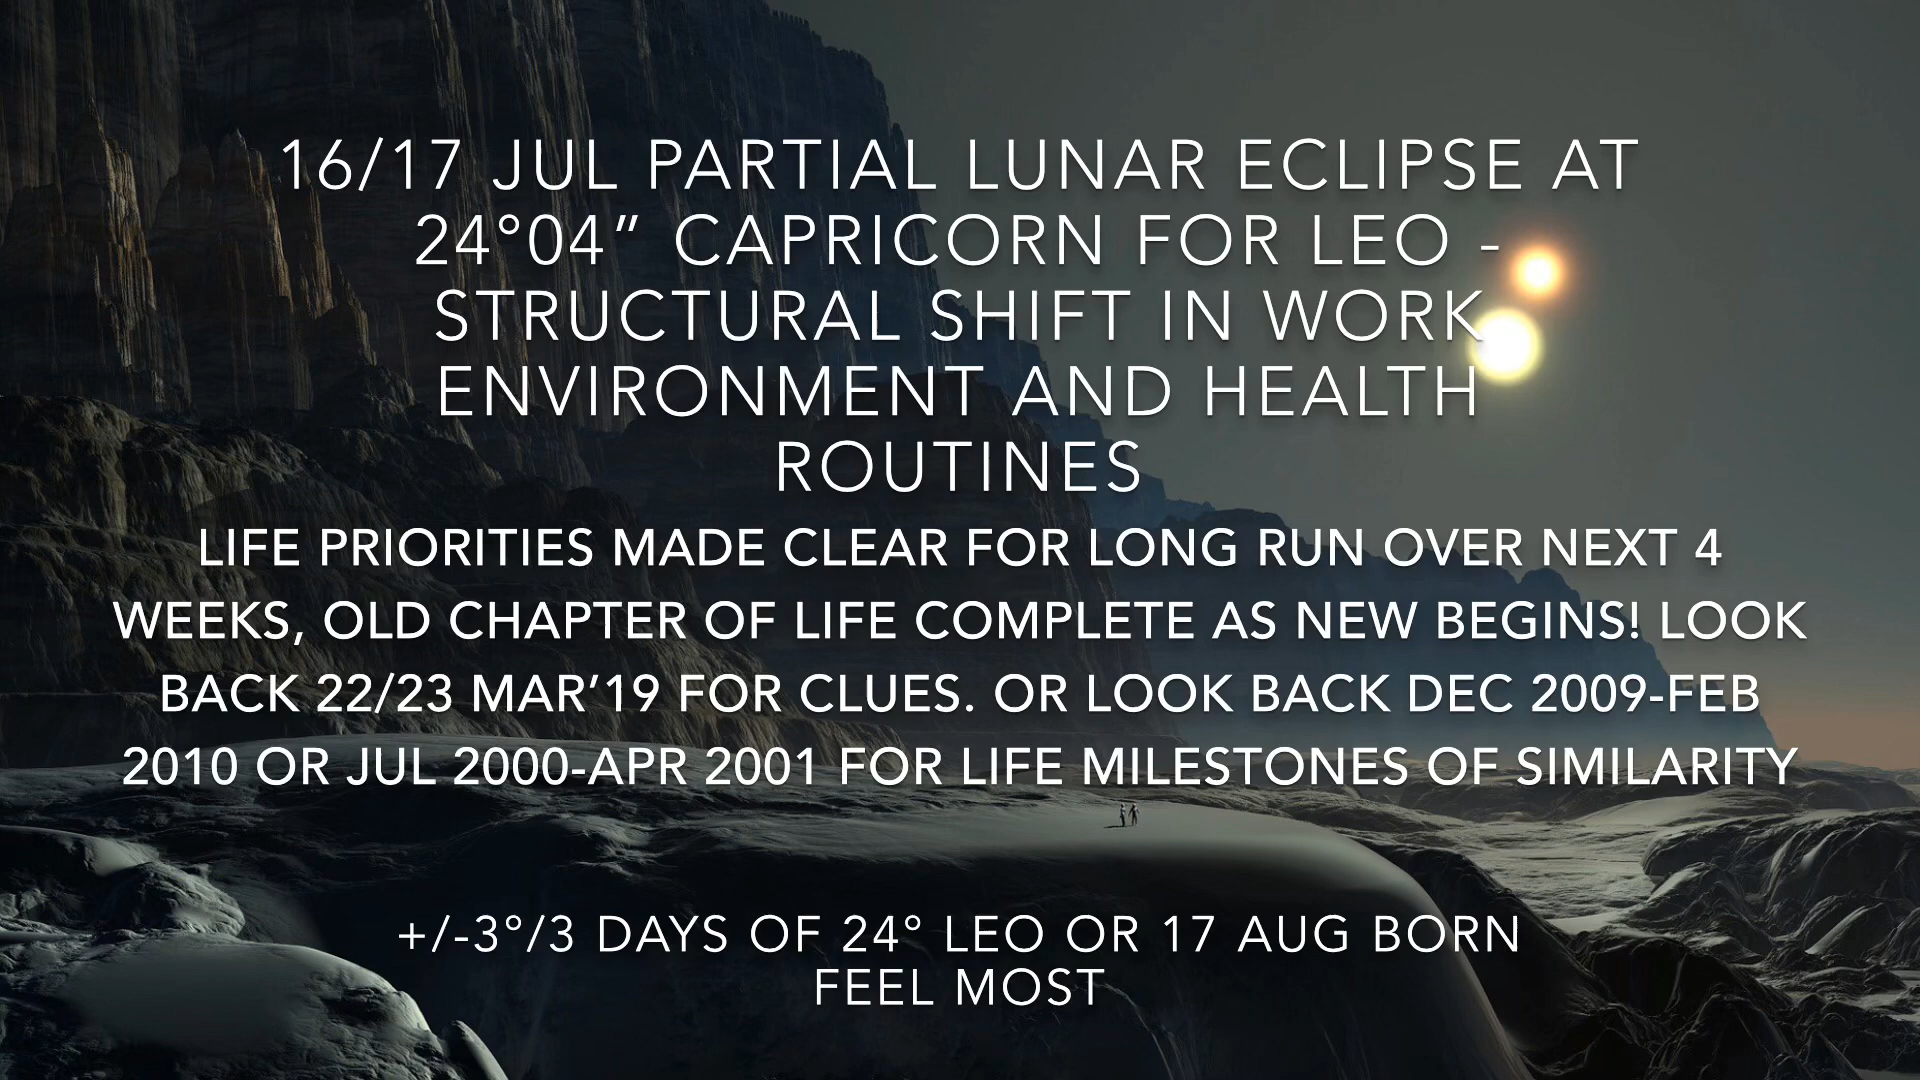 16/17 JUL PARTIAL LUNAR ECLIPSE AT
24°04” CAPRICORN FOR LEO -
STRUCTURAL SHIFT IN WORK
ENVIRONMENT AND HEALTH
ROUTINES
LIFE PRIORITIES MADE CLEAR FOR LONG RUN OVER NEXT 4
WEEKS, OLD CHAPTER OF LIFE COMPLETE AS NEW BEGINS! LOOK
BACK 22/23 MAR’19 FOR CLUES. OR LOOK BACK DEC 2009-FEB
2010 OR JUL 2000-APR 2001 FOR LIFE MILESTONES OF SIMILARITY
+/-3°/3 DAYS OF 24° LEO OR 17 AUG BORN
FEEL MOST